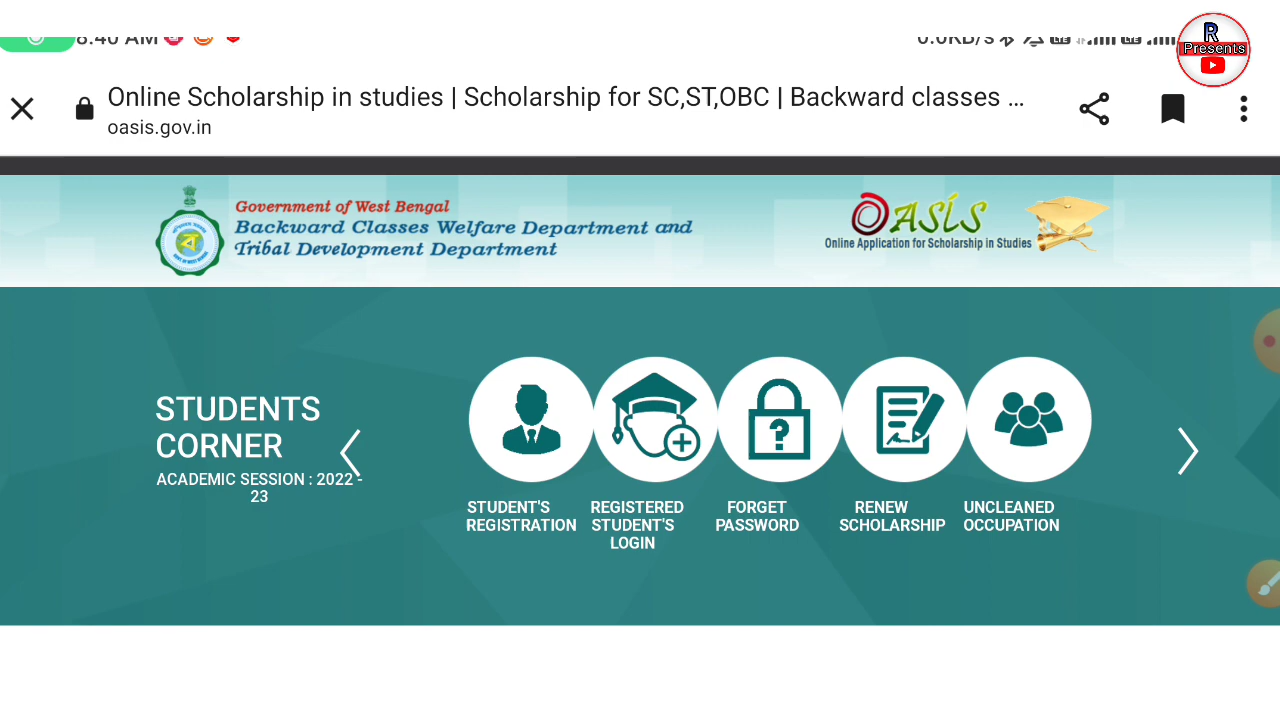 8:40 AM
0.0KB/s
R
Presents
Online Scholarship in studies | Scholarship for SC,ST,OBC | Backward classes ...
oasis.gov.in
Government of West Bengal
Backward Classes Welfare Department and
Tribal Development Department
OASIS
Online Application for Scholarship in Studies
STUDENTS
CORNER
ACADEMIC SESSION : 2022 -
23
STUDENT'S
REGISTRATION
REGISTERED
STUDENT'S
LOGIN
FORGET
PASSWORD
RENEW
SCHOLARSHIP
UNCLEANED
OCCUPATION